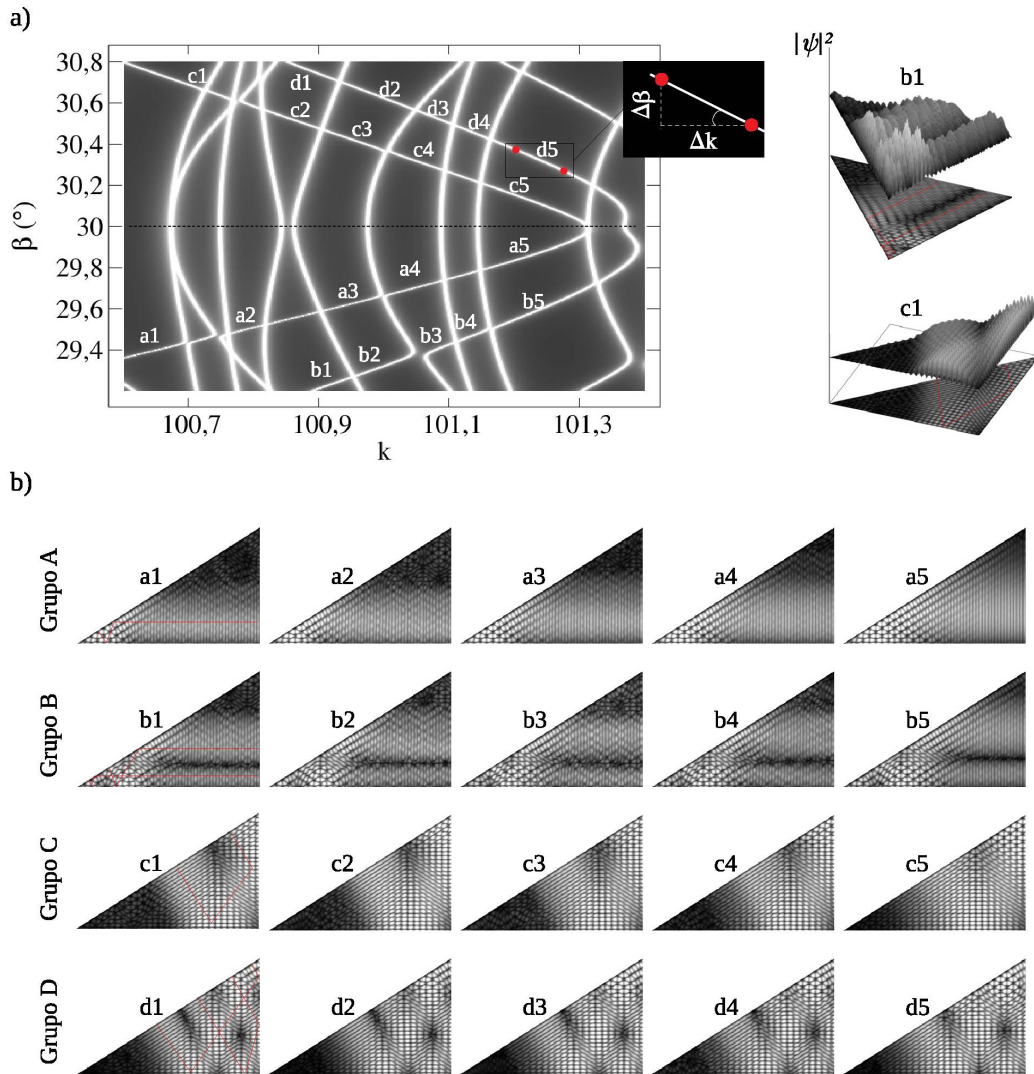 a)
|ψ|²
30,8
30,6
30,4
30,2
30
29,8
29,6
29,4
β (°)
c1
d1
d2
c2
d3
d4
c3
c4
d5
c5
a5
a4
a3
a2
a1
b5
b4
b3
b2
b1
Δβ
Δk
100,7
100,9
101,1
101,3
k
b1
c1
b)
Grupo A
a1
a2
a3
a4
a5
Grupo B
b1
b2
b3
b4
b5
Grupo C
c1
c2
c3
c4
c5
Grupo D
d1
d2
d3
d4
d5